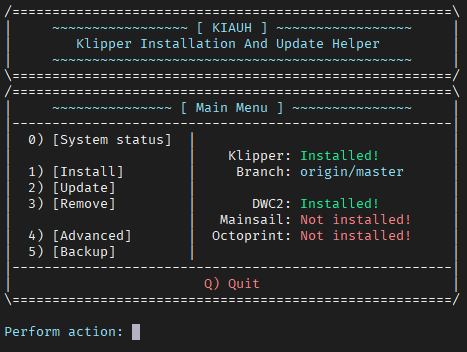 /=====================================================\
|     ~~~~~~~~~~~~~~~~~ [ KIAUH ] ~~~~~~~~~~~~~~~~~     |
|        Klipper Installation And Update Helper         |
|     ~~~~~~~~~~~~~~~~~~~~~~~~~~~~~~~~~~~~~~~~~~~~~     |
\=====================================================/
/=====================================================\
|     ~~~~~~~~~~~~~~~ [ Main Menu ] ~~~~~~~~~~~~~~~     |
|-------------------------------------------------------|
|  0) [System status]  |                                |
|                      |    Klipper: Installed!         |
|  1) [Install]        |     Branch: origin/master      |
|  2) [Update]         |                                |
|  3) [Remove]         |       DWC2: Installed!         |
|                      |   Mainsail: Not installed!     |
|  4) [Advanced]       |  Octoprint: Not installed!     |
|  5) [Backup]         |                                |
|-------------------------------------------------------|
|                        Q) Quit                        |
\=====================================================/
Perform action: